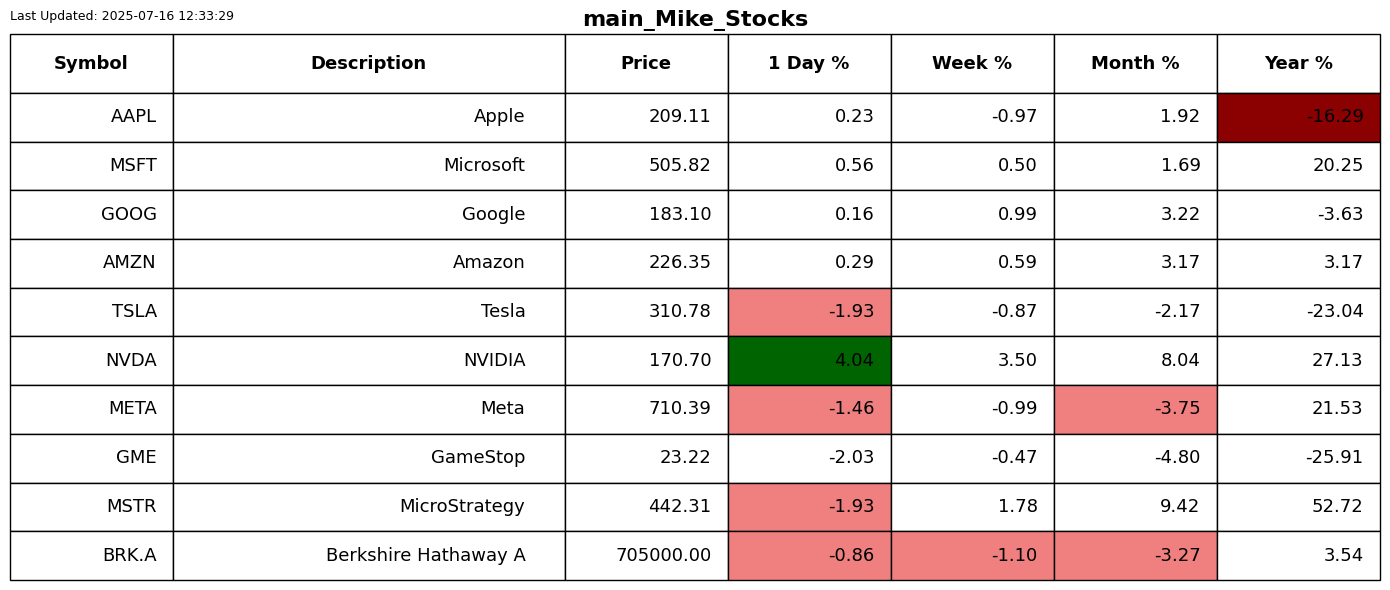 Last Updated: 2025-07-16 12:33:29
main_Mike_Stocks
Symbol Description Price 1 Day % Week % Month % Year %
AAPL Apple 209.11 0.23 -0.97 1.92 -16.29
MSFT Microsoft 505.82 0.56 0.50 1.69 20.25
GOOG Google 183.10 0.16 0.99 3.22 -3.63
AMZN Amazon 226.35 0.29 0.59 3.17 3.17
TSLA Tesla 310.78 -1.93 -0.87 -2.17 -23.04
NVDA NVIDIA 170.70 4.04 3.50 8.04 27.13
META Meta 710.39 -1.46 -0.99 -3.75 21.53
GME GameStop 23.22 -2.03 -0.47 -4.80 -25.91
MSTR MicroStrategy 442.31 -1.93 1.78 9.42 52.72
BRK.A Berkshire Hathaway A 705000.00 -0.86 -1.10 -3.27 3.54